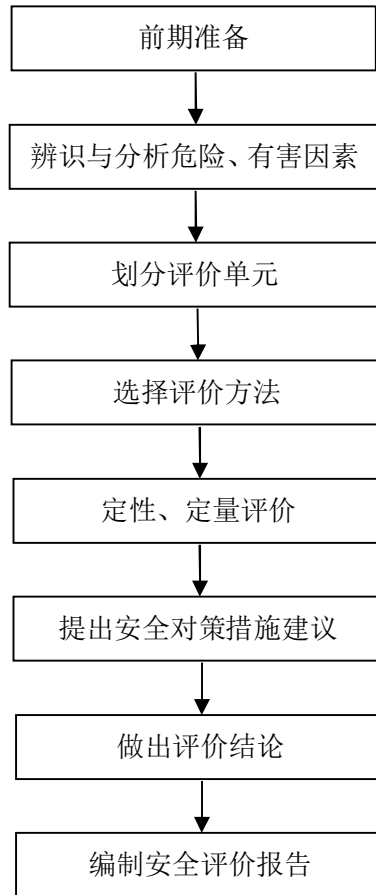 前期准备
辨识与分析危险、有害因素
划分评价单元
选择评价方法
定性、定量评价
提出安全对策措施建议
做出评价结论
编制安全评价报告